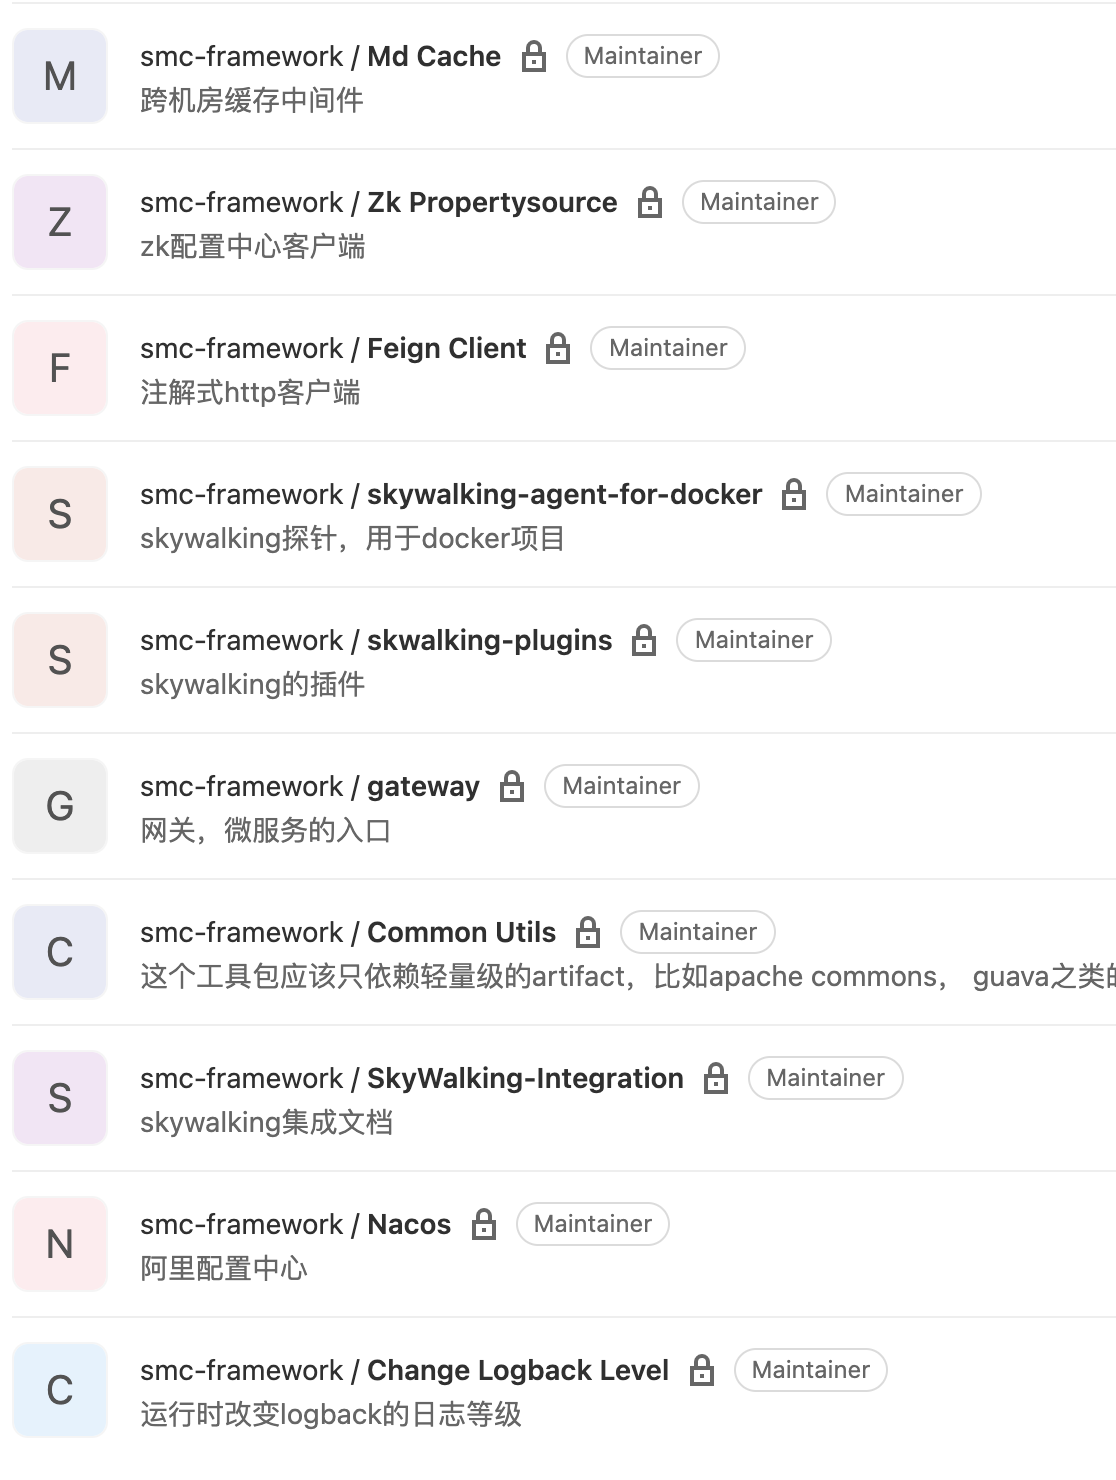 M
smc-framework / Md Cache Maintainer
跨机房缓存中间件
Z
smc-framework / Zk Propertysource Maintainer
zk配置中心客户端
F
smc-framework / Feign Client Maintainer
注解式http客户端
S
smc-framework / skywalking-agent-for-docker Maintainer
skywalking探针，用于docker项目
S
smc-framework / skwalking-plugins Maintainer
skywalking的插件
G
smc-framework / gateway Maintainer
网关，微服务的入口
C
smc-framework / Common Utils Maintainer
这个工具包应该只依赖轻量级的artifact，比如apache commons， guava之类的
S
smc-framework / SkyWalking-Integration Maintainer
skywalking集成文档
N
smc-framework / Nacos Maintainer
阿里配置中心
C
smc-framework / Change Logback Level Maintainer
运行时改变logback的日志等级